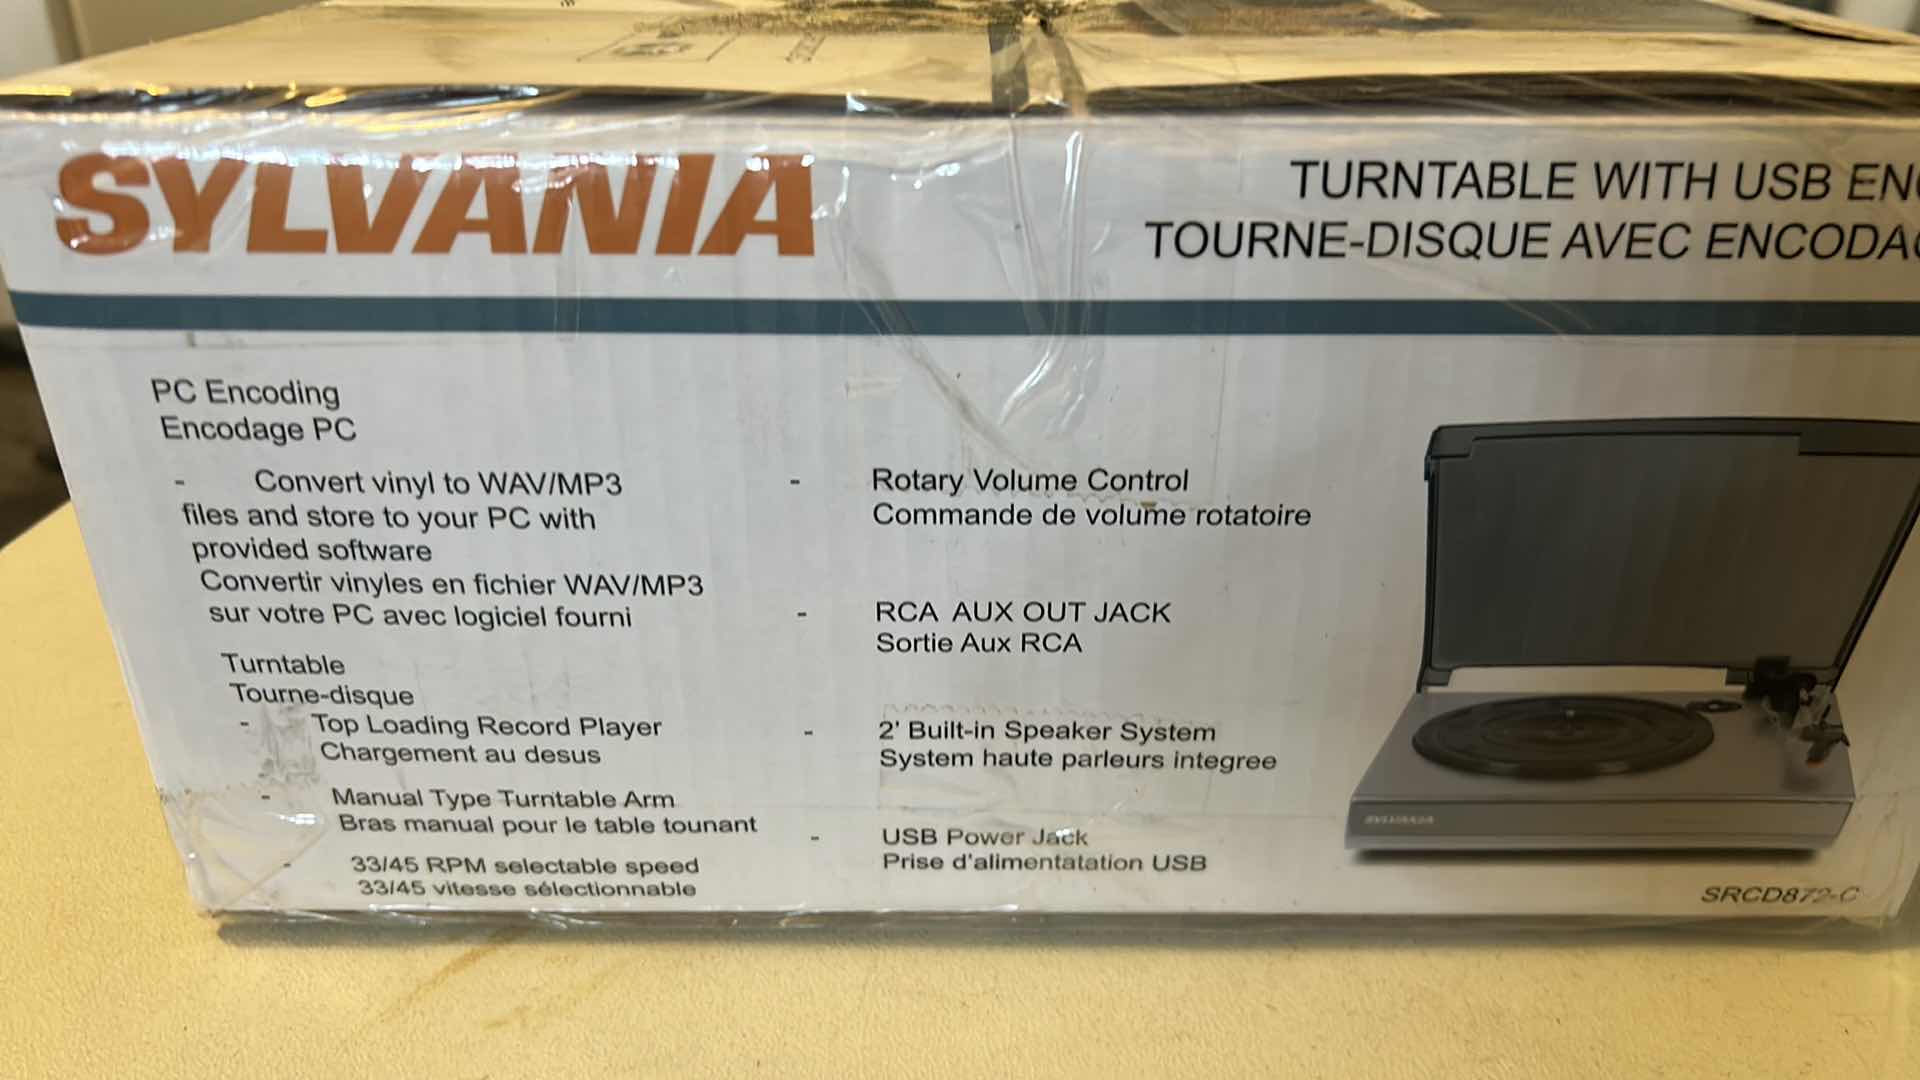 SYLVANIA
TURNTABLE WITH USB
TOURNE-DISQUE AVEC
PC Encoding
Encodage PC
- Convert vinyl to WAV/MP3
files and store to your PC with
provided software
Convertir vinyles en fichier WAV/MP3
sur votre PC avec logiciel fourni
Turntable
Tourne-disque
- Top Loading Record Player
Chargement au desus
- Manual Type Turntable Arm
Bras manual pour le table tounant
- 33/45 RPM selectable speed
33/45 vitesse sélectionnable
- Rotary Volume Control
Commande de volume rotatoire
- RCA AUX OUT JACK
Sortie Aux RCA
- 2' Built-in Speaker System
System haute parleurs integree
- USB Power Jack
Prise d'alimentatation USB
SYLVANIA
SRCD872-C